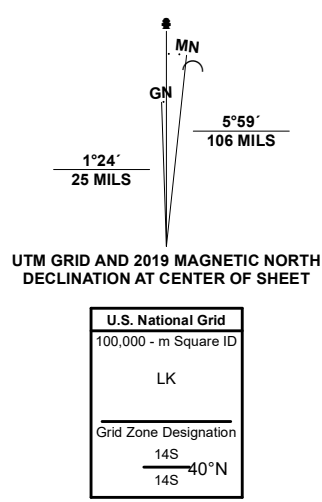 MN
GN
5°59´
106 MILS
1°24´
25 MILS
UTM GRID AND 2019 MAGNETIC NORTH
DECLINATION AT CENTER OF SHEET
U.S. National Grid
100,000 - m Square ID
LK
Grid Zone Designation
14S
40°N
14S